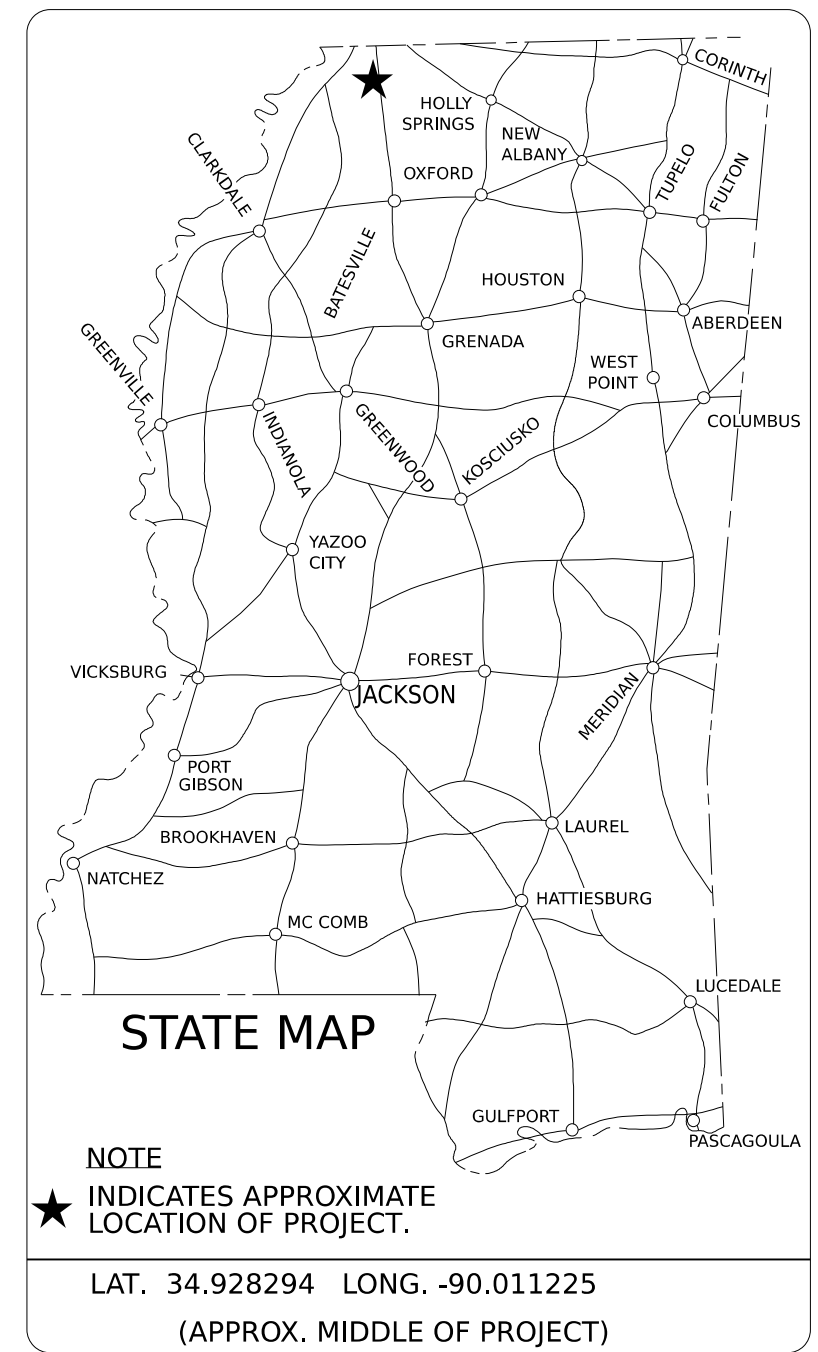 CORINTH
HOLLY
SPRINGS
NEW
ALBANY
CLARKDALE
OXFORD
TUPELO
FULTON
BATESVILLE
HOUSTON
ABERDEEN
GRENADA
GREENVILLE
WEST
POINT
COLUMBUS
INDIANOLA
GREENWOOD
KOSCIUSKO
YAZOO
CITY
VICKSBURG
FOREST
JACKSON
MERIDIAN
PORT
GIBSON
BROOKHAVEN
LAUREL
NATCHEZ
HATTIESBURG
MC COMB
LUCEDALE
STATE MAP
GULFPORT
PASCAGOULA
NOTE
INDICATES APPROXIMATE
LOCATION OF PROJECT.
LAT. 34.928294 LONG. -90.011225
(APPROX. MIDDLE OF PROJECT)